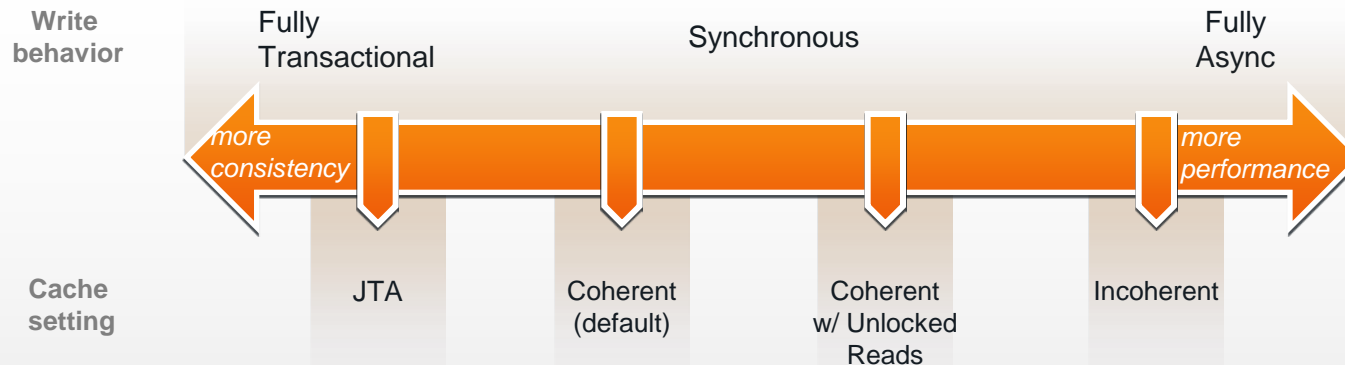 Write
behavior
Fully
Transactional
Synchronous
Fully
Async
more
consistency
more
performance
Cache
setting
JTA
Coherent
(default)
Coherent
w/ Unlocked
Reads
Incoherent